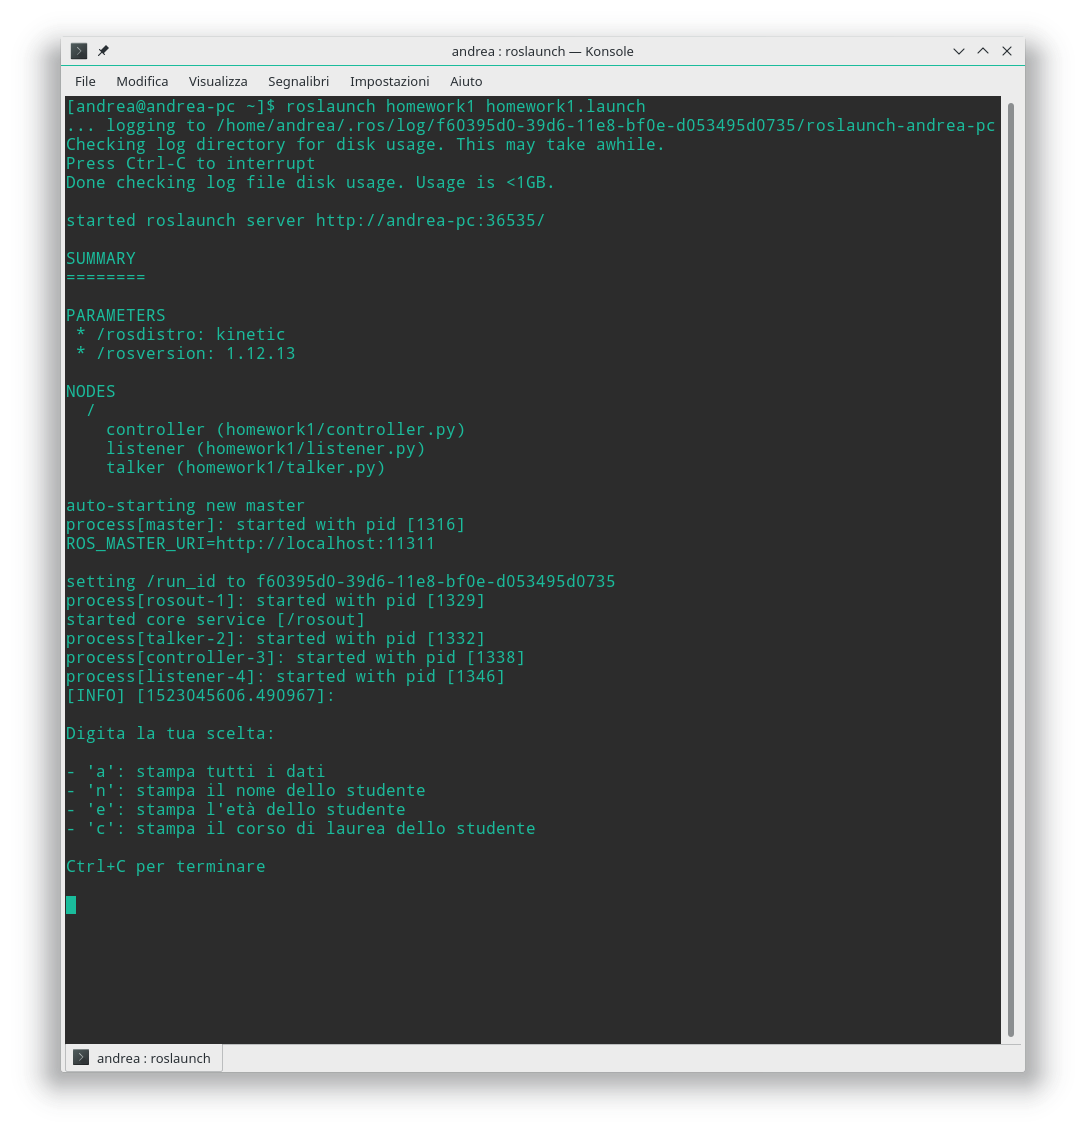 andrea : roslaunch — Konsole
File Modifica Visualizza Segnalibri Impostazioni Aiuto
[andrea@andrea-pc ~]$ roslaunch homework1 homework1.launch
... logging to /home/andrea/.ros/log/f60395d0-39d6-11e8-bf0e-d053495d0735/roslaunch-andrea-pc
Checking log directory for disk usage. This may take awhile.
Press Ctrl-C to interrupt
Done checking log file disk usage. Usage is <1GB.

started roslaunch server http://andrea-pc:36535/

SUMMARY
========

PARAMETERS
 * /rosdistro: kinetic
 * /rosversion: 1.12.13

NODES
  /
    controller (homework1/controller.py)
    listener (homework1/listener.py)
    talker (homework1/talker.py)

auto-starting new master
process[master]: started with pid [1316]
ROS_MASTER_URI=http://localhost:11311

setting /run_id to f60395d0-39d6-11e8-bf0e-d053495d0735
process[rosout-1]: started with pid [1329]
started core service [/rosout]
process[talker-2]: started with pid [1332]
process[controller-3]: started with pid [1338]
process[listener-4]: started with pid [1346]
[INFO] [1523045606.490967]:

Digita la tua scelta:

- 'a': stampa tutti i dati
- 'n': stampa il nome dello studente
- 'e': stampa l'età dello studente
- 'c': stampa il corso di laurea dello studente

Ctrl+C per terminare

andrea : roslaunch